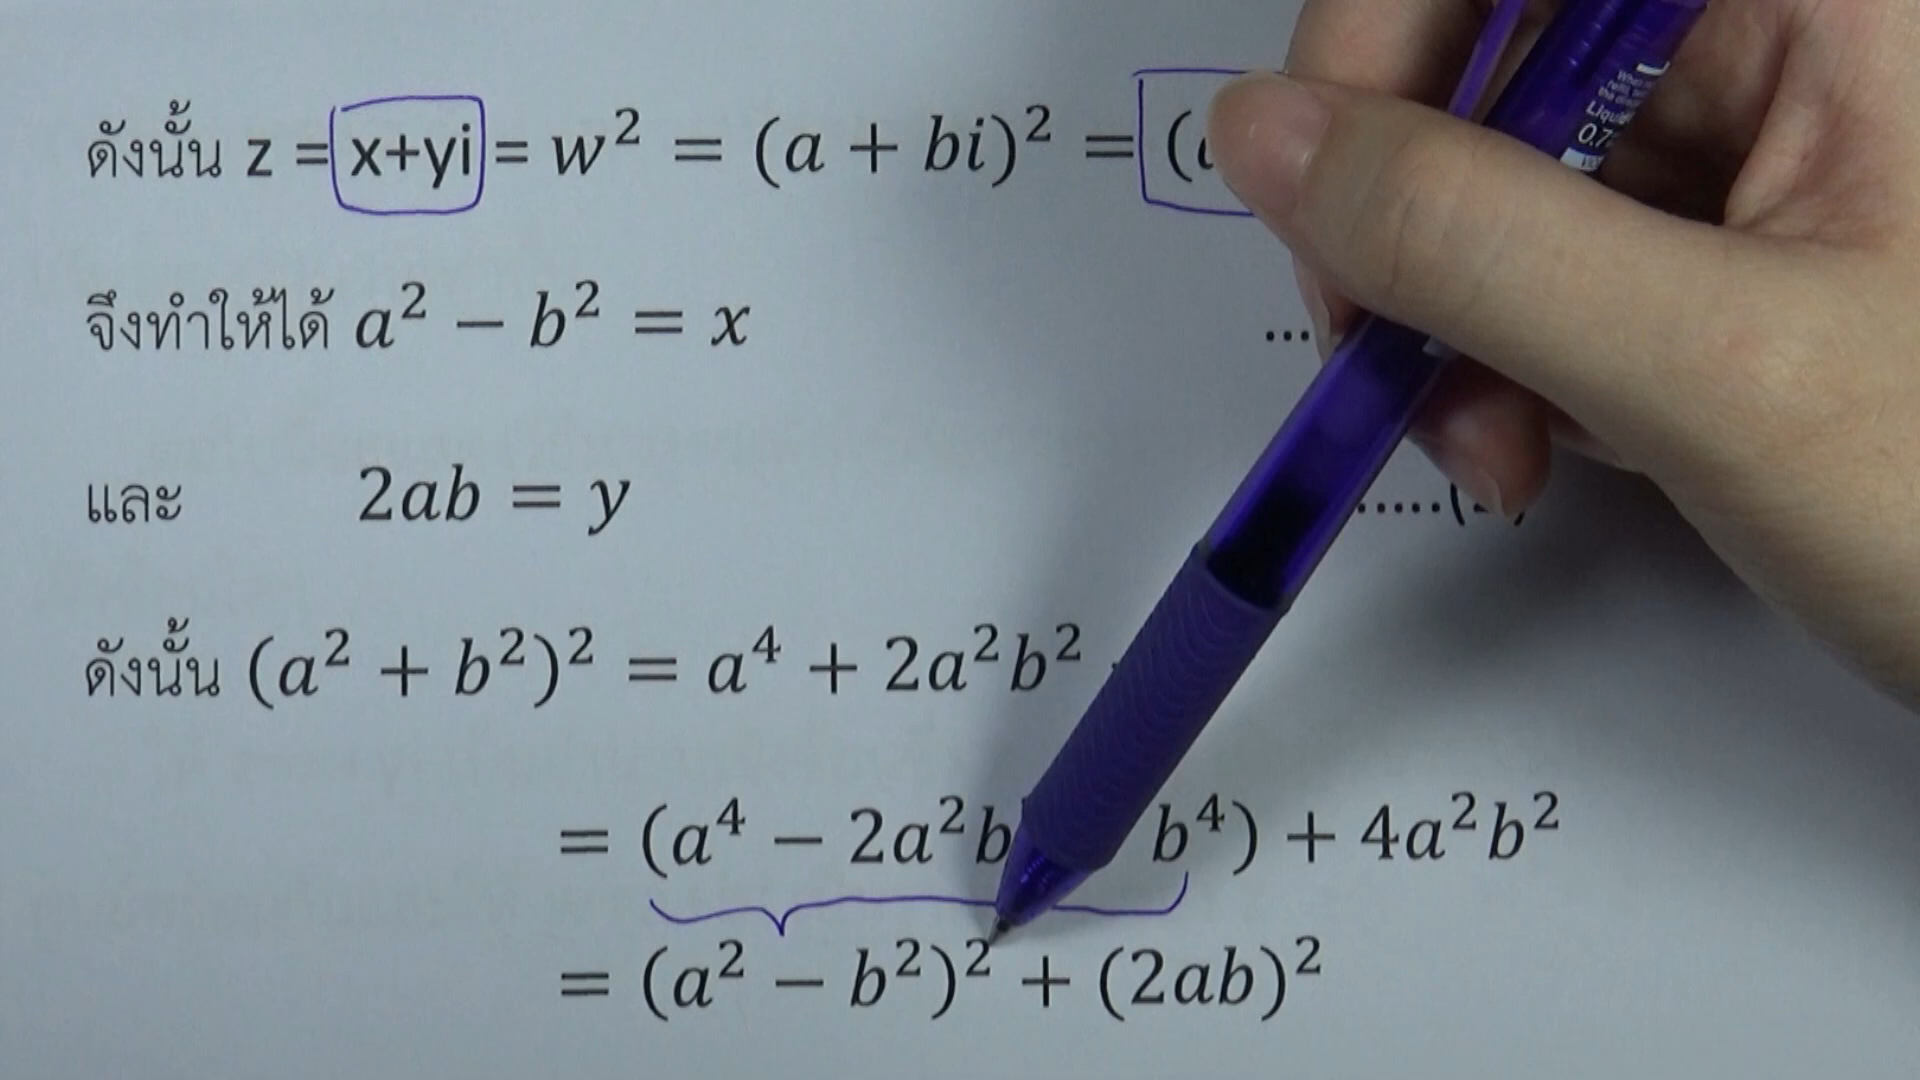 ดังนั้น z = x+yi = w² = (a + bi)² = (
จึงทำให้ได้ a² − b² = x ...
และ 2ab = y .....(
ดังนั้น (a² + b²)² = a⁴ + 2a²b²
= (a⁴ − 2a²b b⁴) + 4a²b²
= (a² − b²)² + (2ab)²